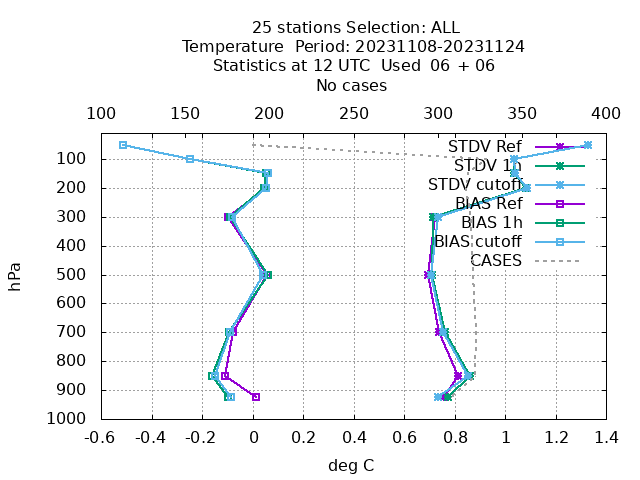 25 stations Selection: ALL
Temperature  Period: 20231108-20231124
Statistics at 12 UTC  Used  06 + 06
No cases
100 150 200 250 300 350 400
STDV Ref
STDV 1h
STDV cutoff
BIAS Ref
BIAS 1h
BIAS cutoff
CASES
100
200
300
400
500
600
700
800
900
1000
hPa
-0.6 -0.4 -0.2 0 0.2 0.4 0.6 0.8 1 1.2 1.4
deg C